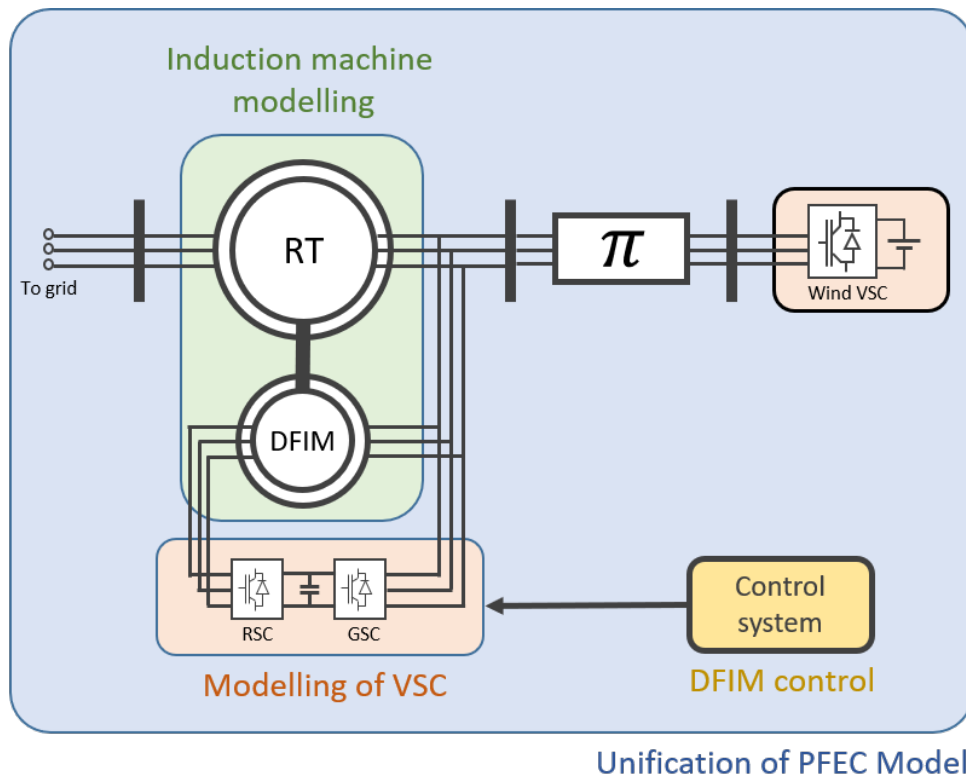 Induction machine
modelling
RT
π
To grid
Wind VSC
DFIM
RSC
GSC
Control
system
Modelling of VSC
DFIM control
Unification of PFEC Model